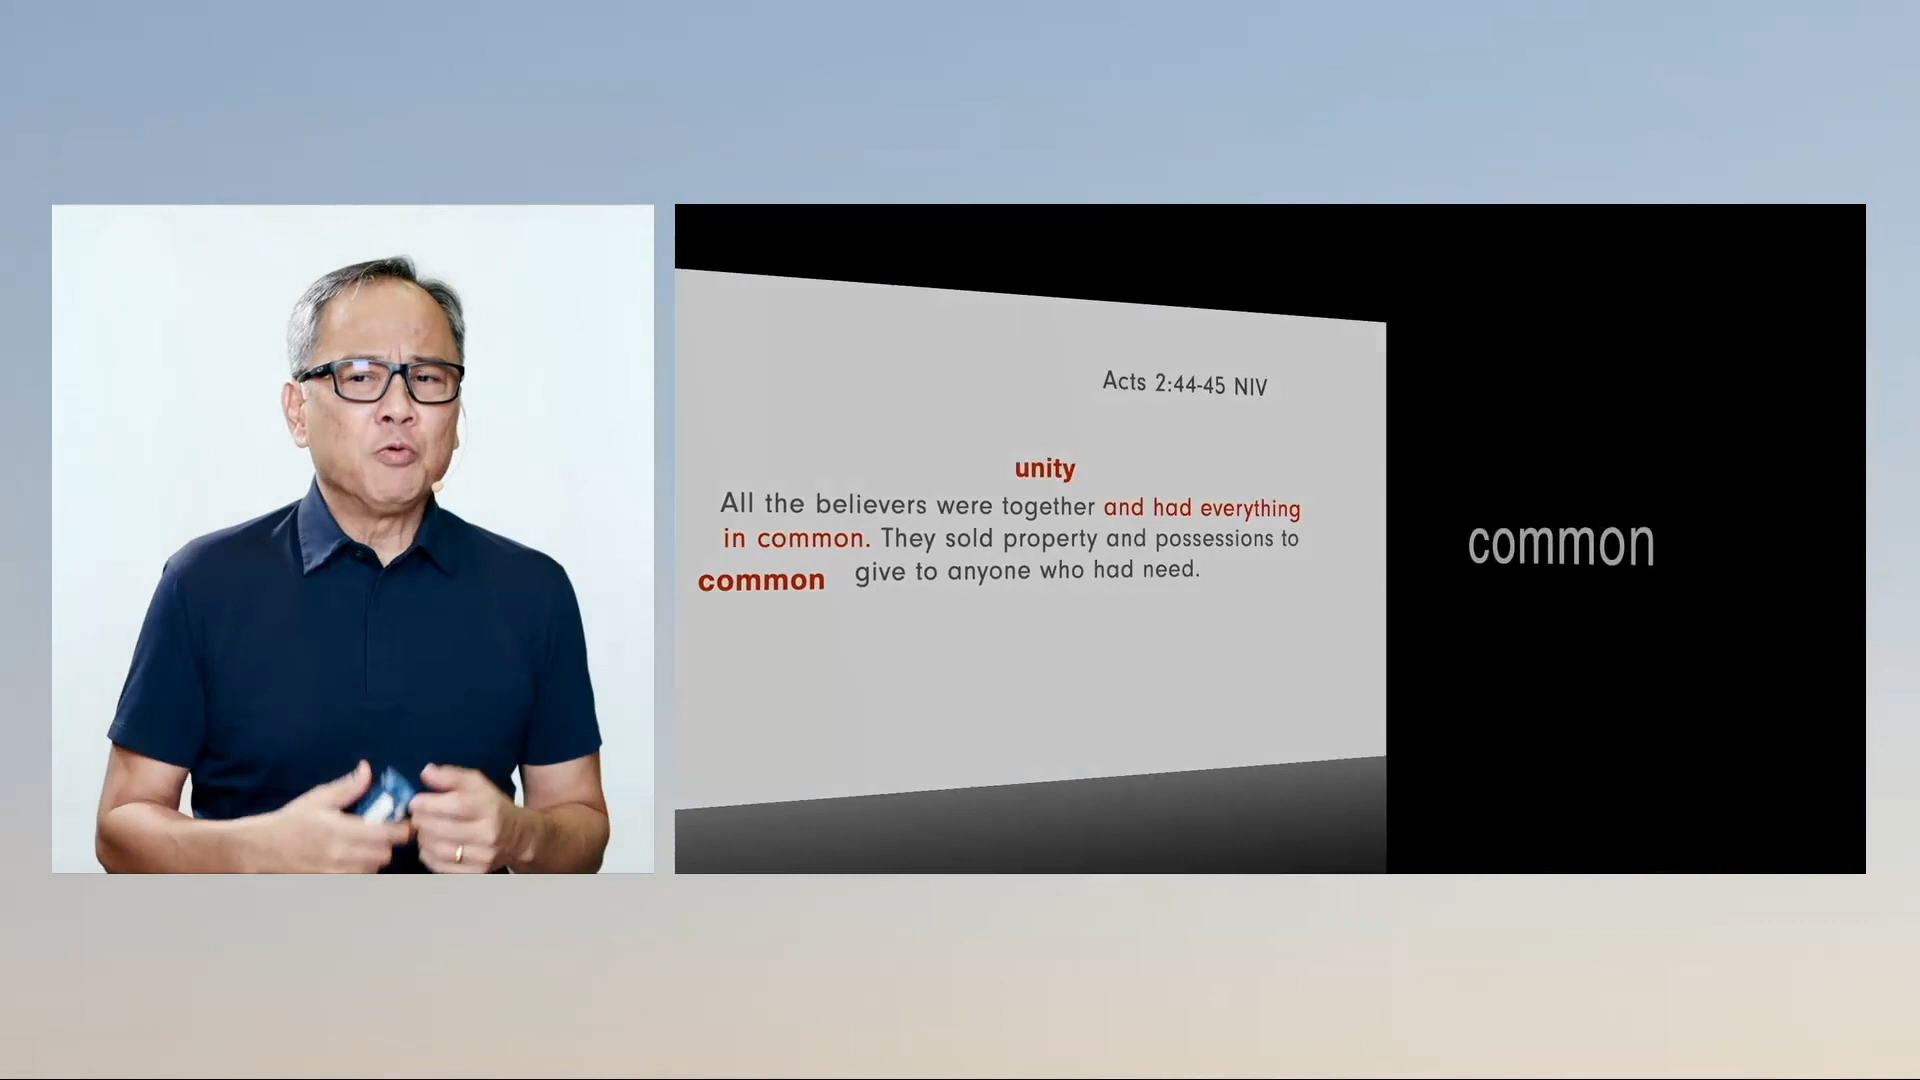 Acts 2:44-45 NIV
unity
All the believers were together and had everything
in common. They sold property and possessions to
common give to anyone who had need.
common